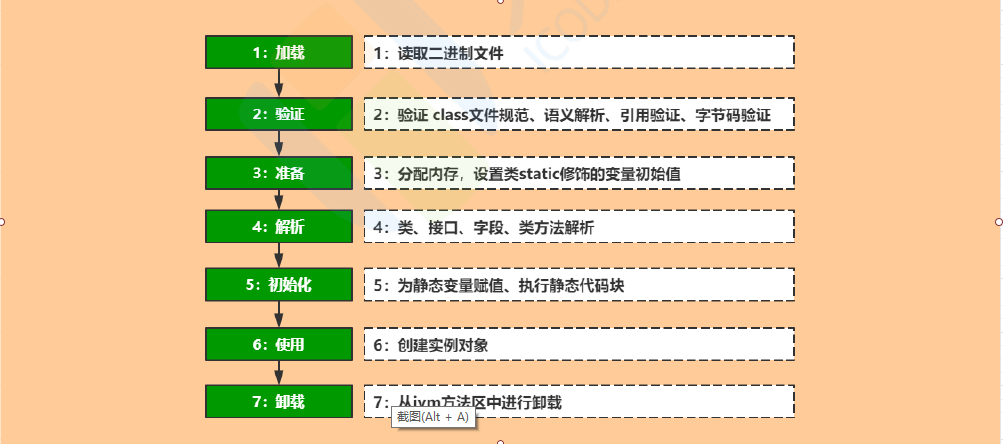 1：加载
1：读取二进制文件
2：验证
2：验证 class文件规范、语义解析、引用验证、字节码验证
3：准备
3：分配内存，设置类static修饰的变量初始值
4：解析
4：类、接口、字段、类方法解析
5：初始化
5：为静态变量赋值、执行静态代码块
6：使用
6：创建实例对象
7：卸载
7：从jvm方法区中进行卸载
截图(Alt + A)
ICOD